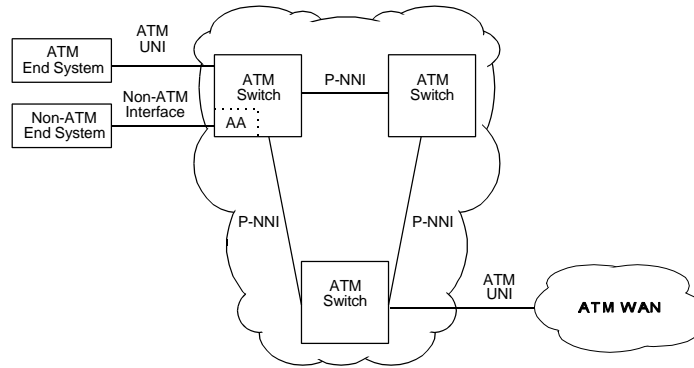 ATM
UNI
ATM
End System
Non-ATM
Interface
Non-ATM
End System
ATM
Switch
AA
P-NNI
ATM
Switch
P-NNI
P-NNI
ATM
Switch
ATM
UNI
ATM WAN